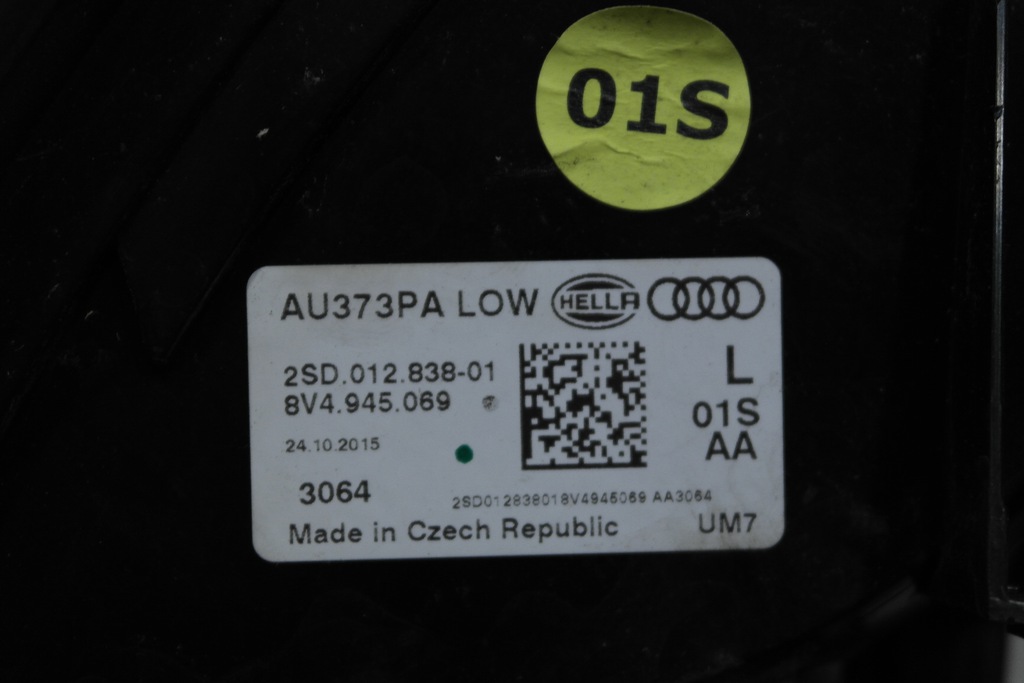 01S
AU373PA LOW HELLA
2SD.012.838-01
8V4.945.069
L
01S
AA
24.10.2015
3064
2SD012838018V4945069 AA3064
Made in Czech Republic
UM7